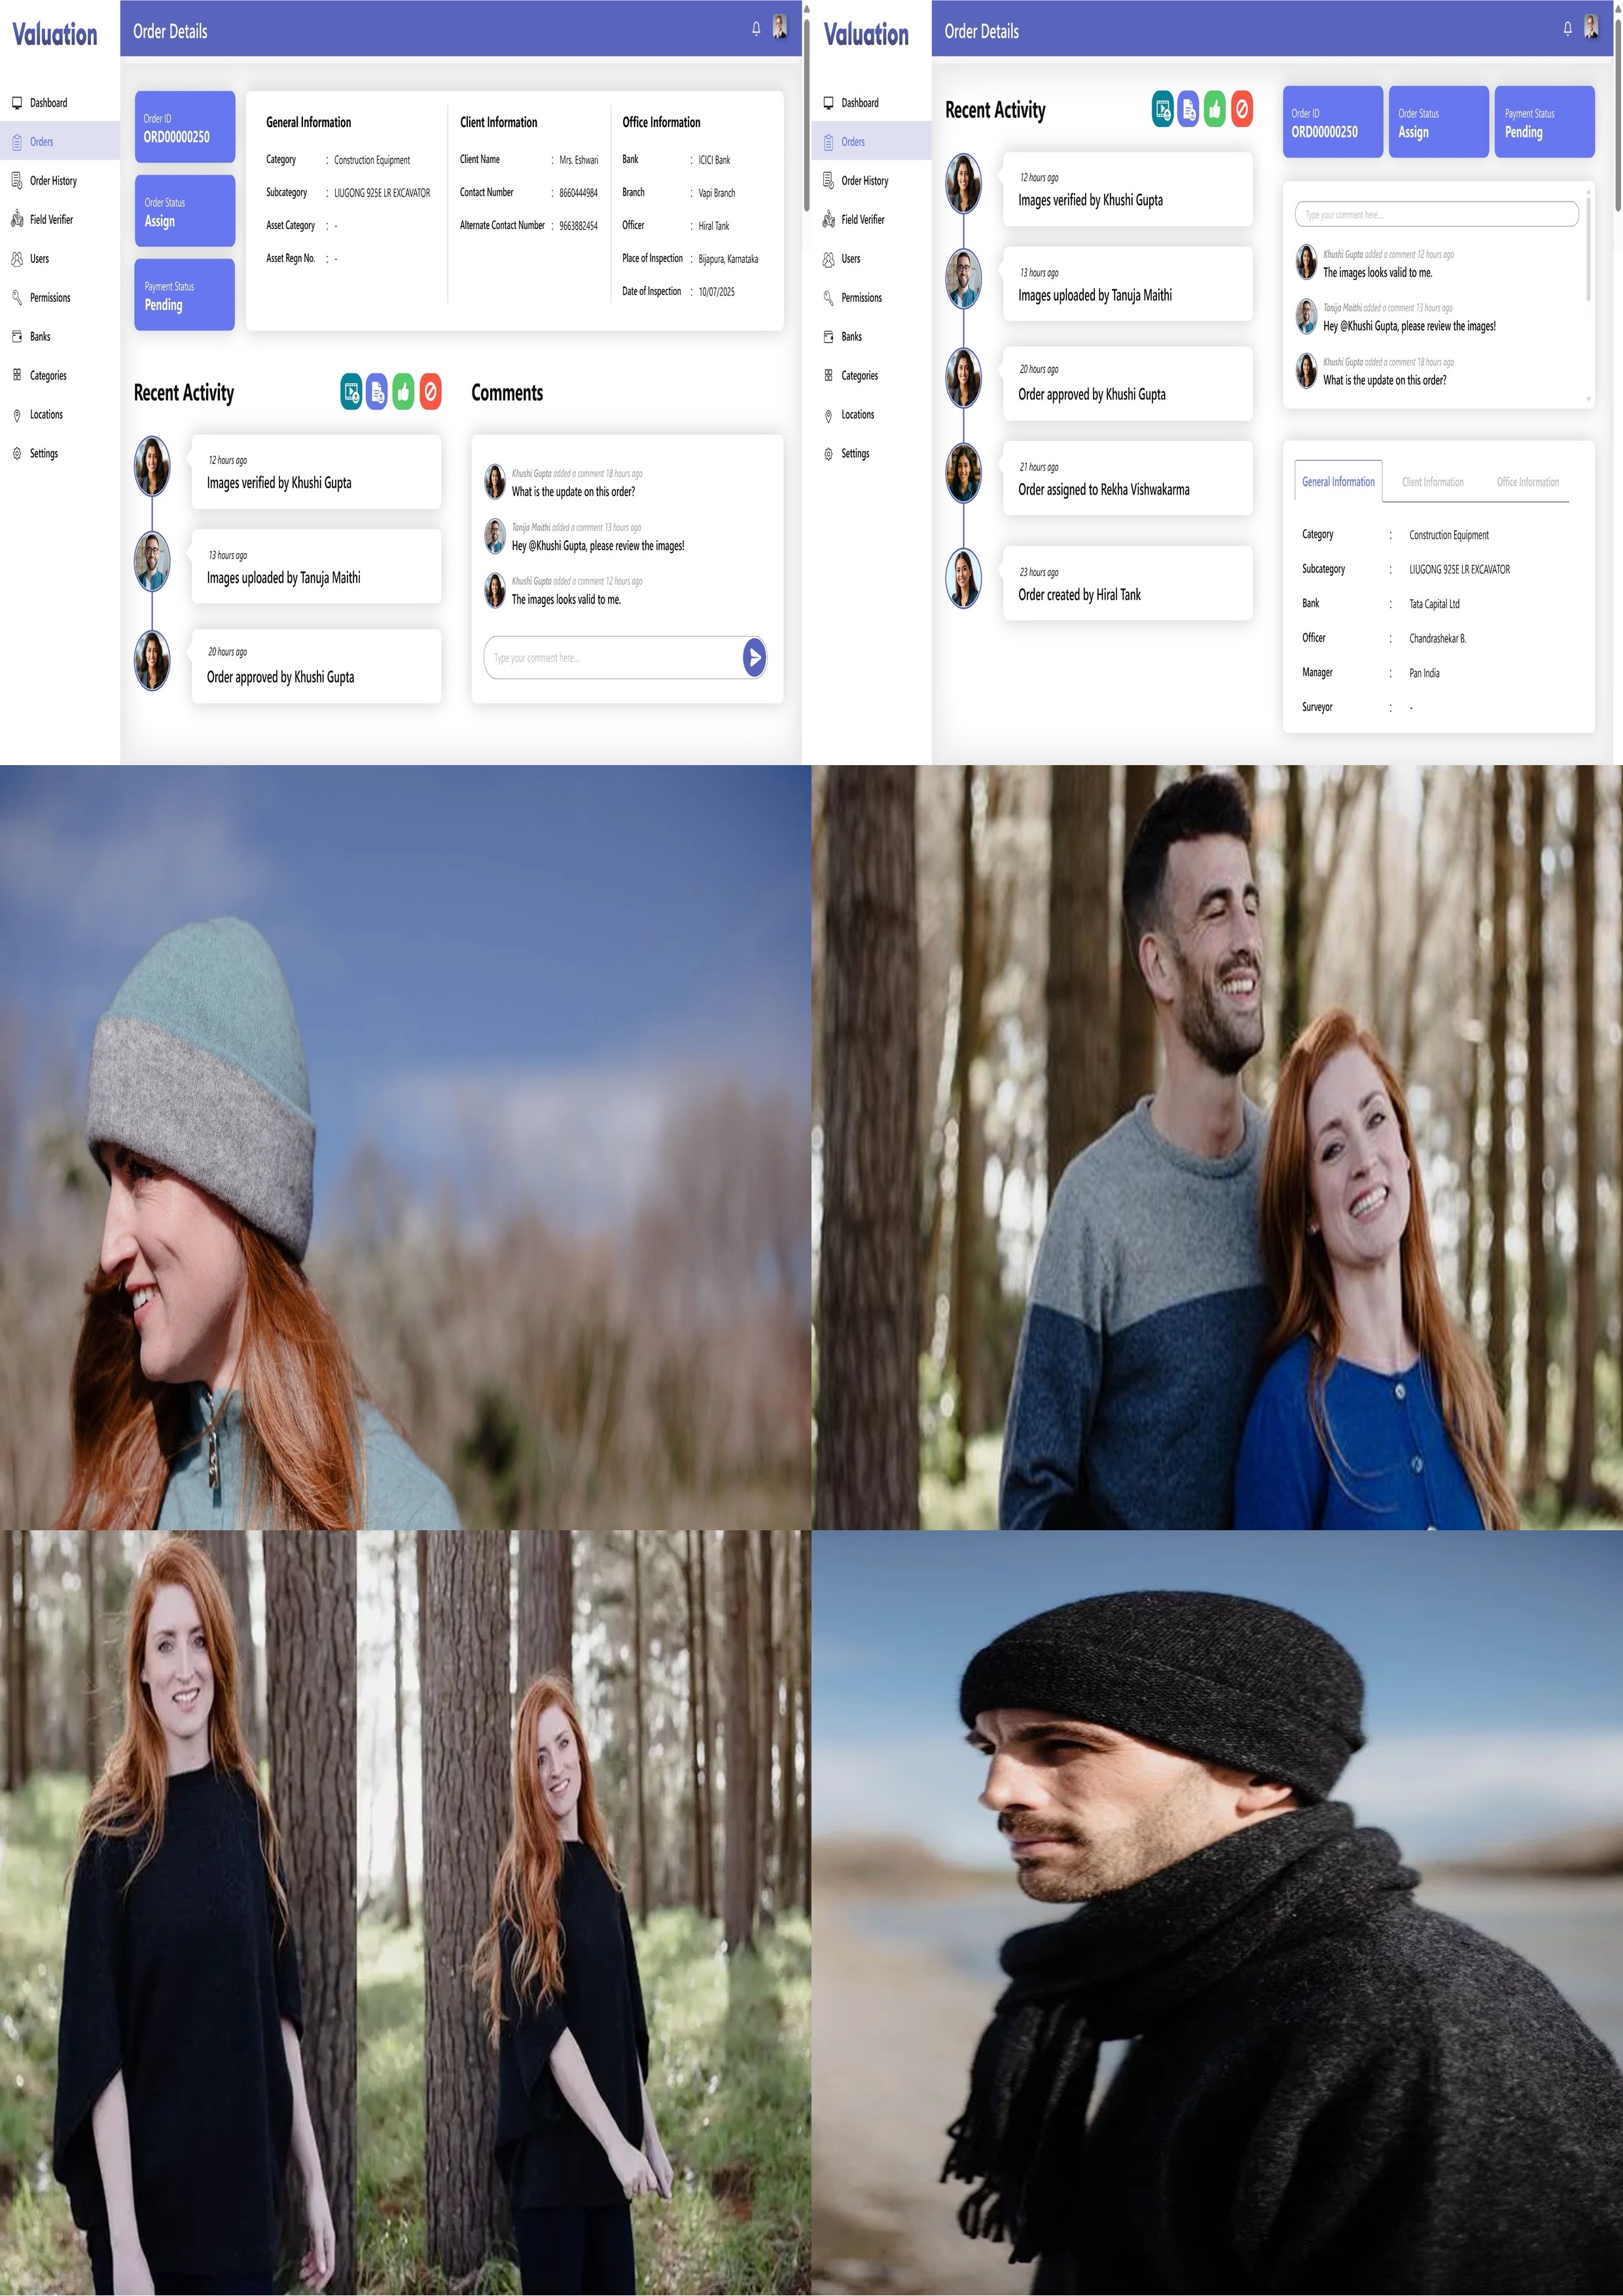 Valuation
Order Details
Dashboard
Orders
Order History
Field Verifier
Users
Permissions
Banks
Categories
Locations
Settings
Order ID
ORD00000250
Order Status
Assign
Payment Status
Pending
General Information
Category : Construction Equipment
Subcategory : LIUGONG 925E LR EXCAVATOR
Asset Category : -
Asset Regn No. : -
Client Information
Client Name : Mrs. Eshwari
Contact Number : 8660444984
Alternate Contact Number : 9663882454
Office Information
Bank : ICICI Bank
Branch : Vapi Branch
Officer : Hiral Tank
Place of Inspection : Bijapura, Karnataka
Date of Inspection : 10/07/2025
Recent Activity
12 hours ago
Images verified by Khushi Gupta
13 hours ago
Images uploaded by Tanuja Maithi
20 hours ago
Order approved by Khushi Gupta
Comments
Khushi Gupta added a comment 18 hours ago
What is the update on this order?
Tanija Maithi added a comment 13 hours ago
Hey @Khushi Gupta, please review the images!
Khushi Gupta added a comment 12 hours ago
The images looks valid to me.
Type your comment here...
Valuation
Order Details
Dashboard
Orders
Order History
Field Verifier
Users
Permissions
Banks
Categories
Locations
Settings
Recent Activity
12 hours ago
Images verified by Khushi Gupta
13 hours ago
Images uploaded by Tanuja Maithi
20 hours ago
Order approved by Khushi Gupta
21 hours ago
Order assigned to Rekha Vishwakarma
23 hours ago
Order created by Hiral Tank
Order ID
ORD00000250
Order Status
Assign
Payment Status
Pending
Type your comment here...
Khushi Gupta added a comment 12 hours ago
The images looks valid to me.
Tanija Maithi added a comment 13 hours ago
Hey @Khushi Gupta, please review the images!
Khushi Gupta added a comment 18 hours ago
What is the update on this order?
General Information
Client Information
Office Information
Category : Construction Equipment
Subcategory : LIUGONG 925E LR EXCAVATOR
Bank : Tata Capital Ltd
Officer : Chandrashekar B.
Manager : Pan India
Surveyor : -